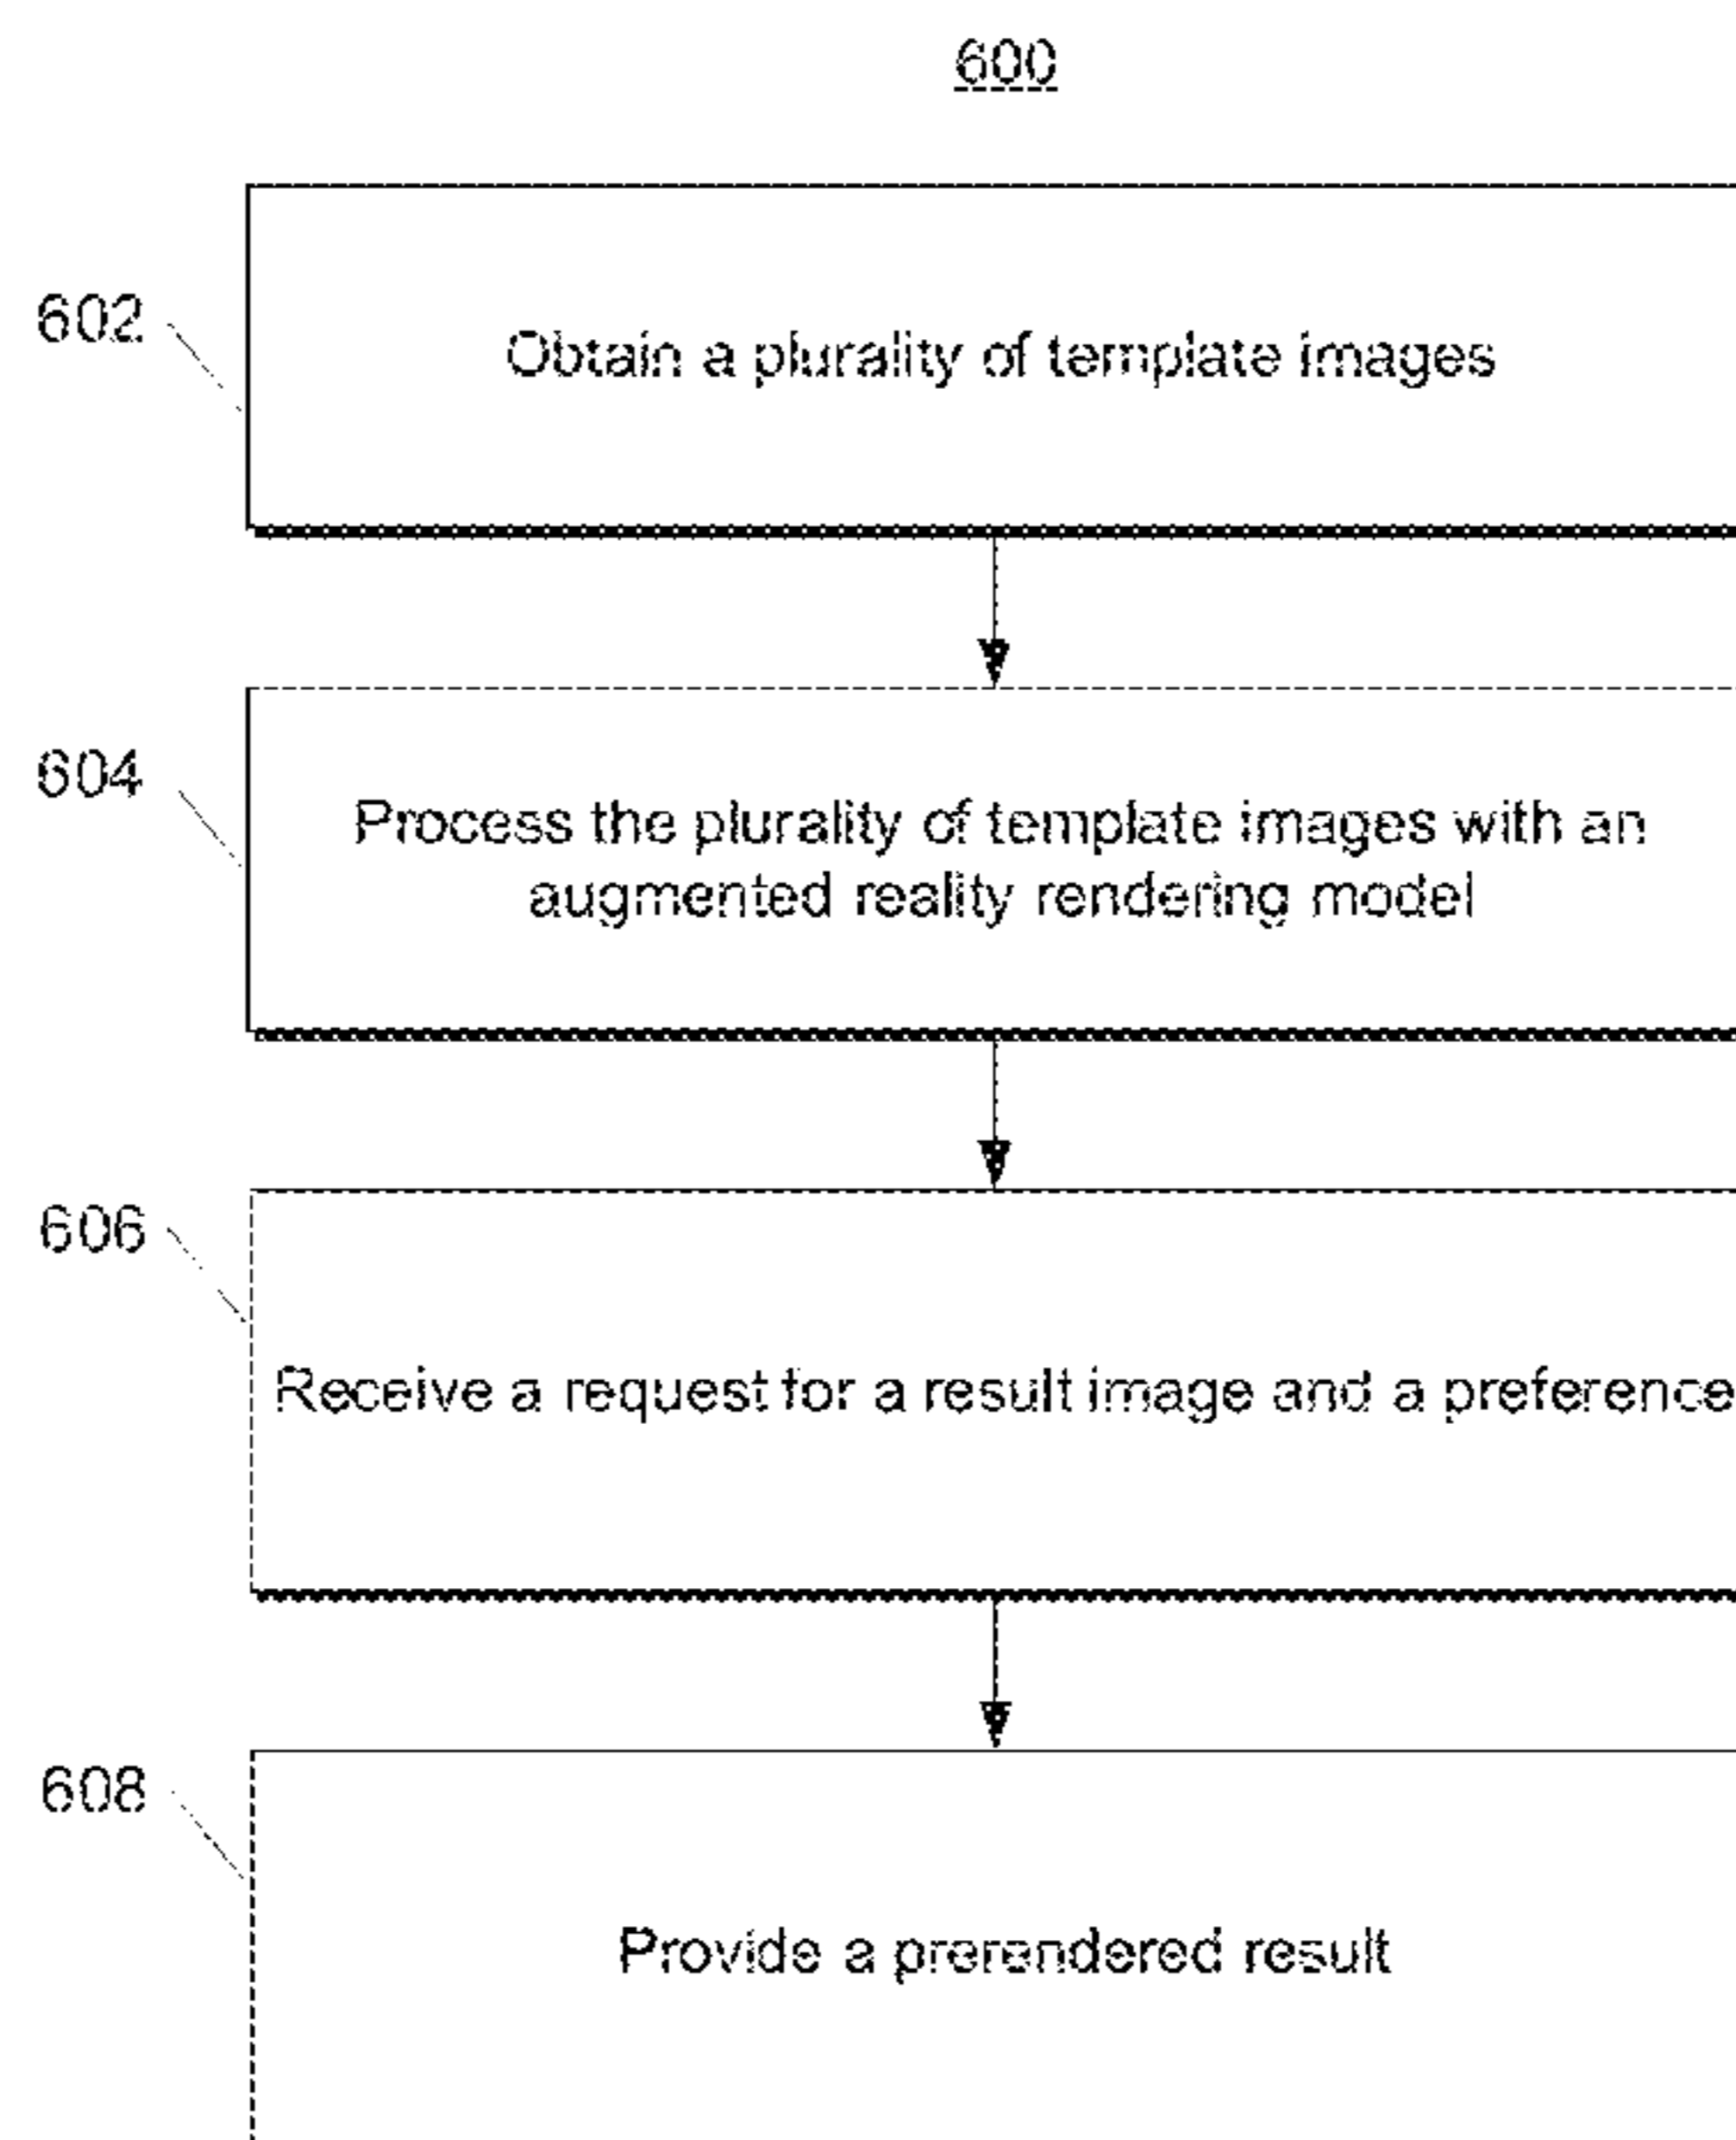 600
602
Obtain a plurality of template images
604
Process the plurality of template images with an
augmented reality rendering model
606
Receive a request for a result image and a preference
608
Provide a prerendered result